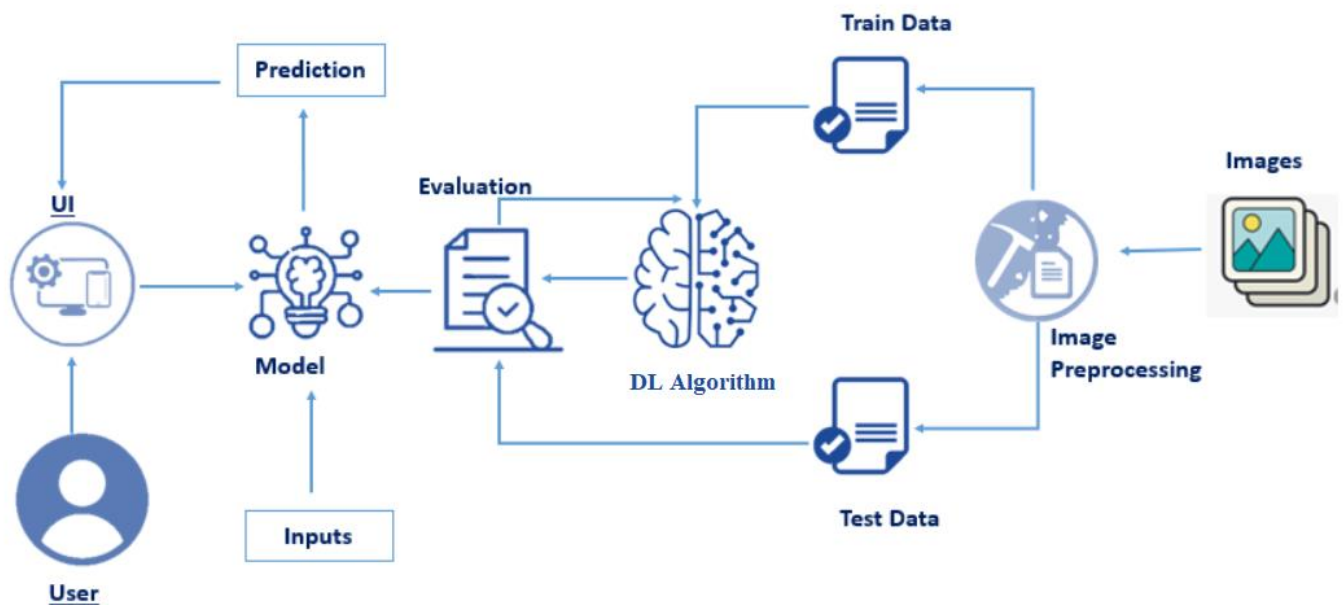 Train Data
Prediction
Images
Evaluation
UI
Image
Preprocessing
Model
DL Algorithm
Test Data
Inputs
User